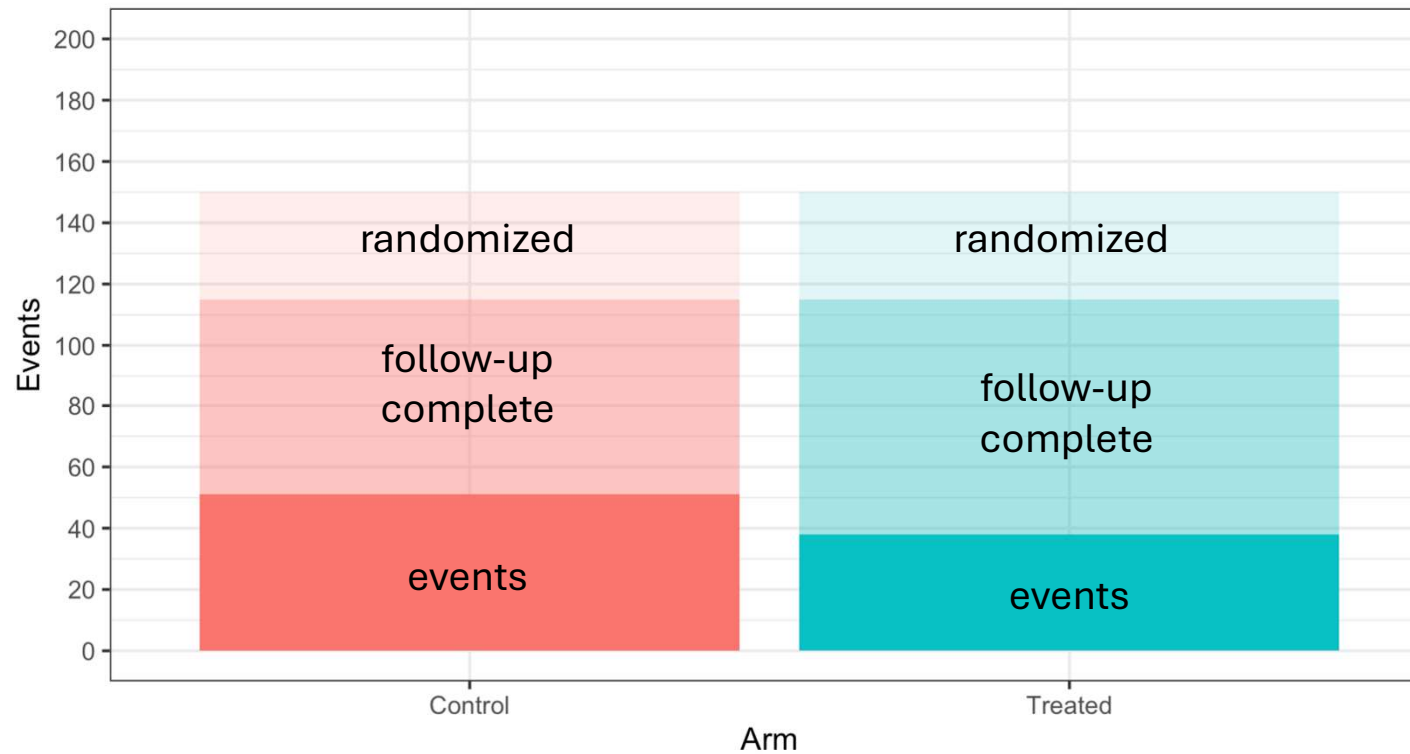 200
180
160
140
120
100
80
60
40
20
0
Events
randomized
follow-up
complete
events
randomized
follow-up
complete
events
Control
Treated
Arm